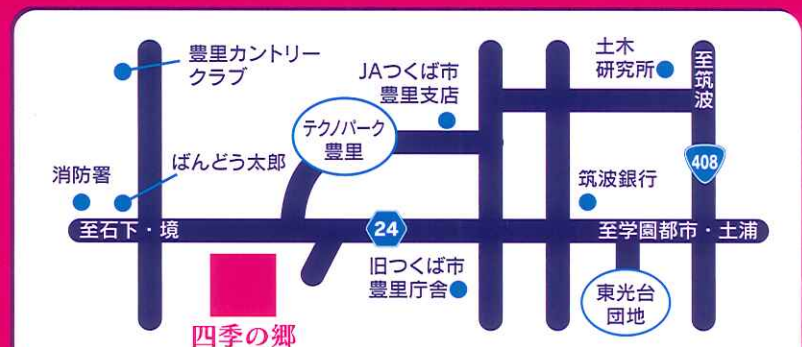 豊里カントリー
クラブ
JAつくば市
豊里支店
土木
研究所
至筑波
テクノパーク
豊里
408
消防署
ばんどう太郎
筑波銀行
至石下・境
24
至学園都市・土浦
旧つくば市
豊里庁舎
東光台
団地
四季の郷